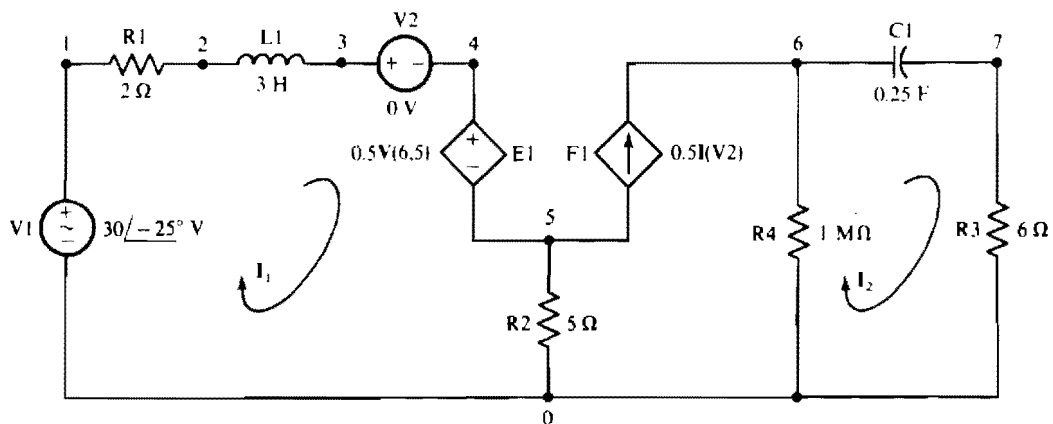 V2
1
R1
2
L1
3
4
6
C1
7
+ −
2 Ω
3 H
0 V
0.25 F
0.5V(6,5)
+
−
E1
F1
0.5I(V2)
V1
+
~
−
30/−25° V
I₁
5
R4
1 MΩ
I₂
R3
6 Ω
R2
5 Ω
0